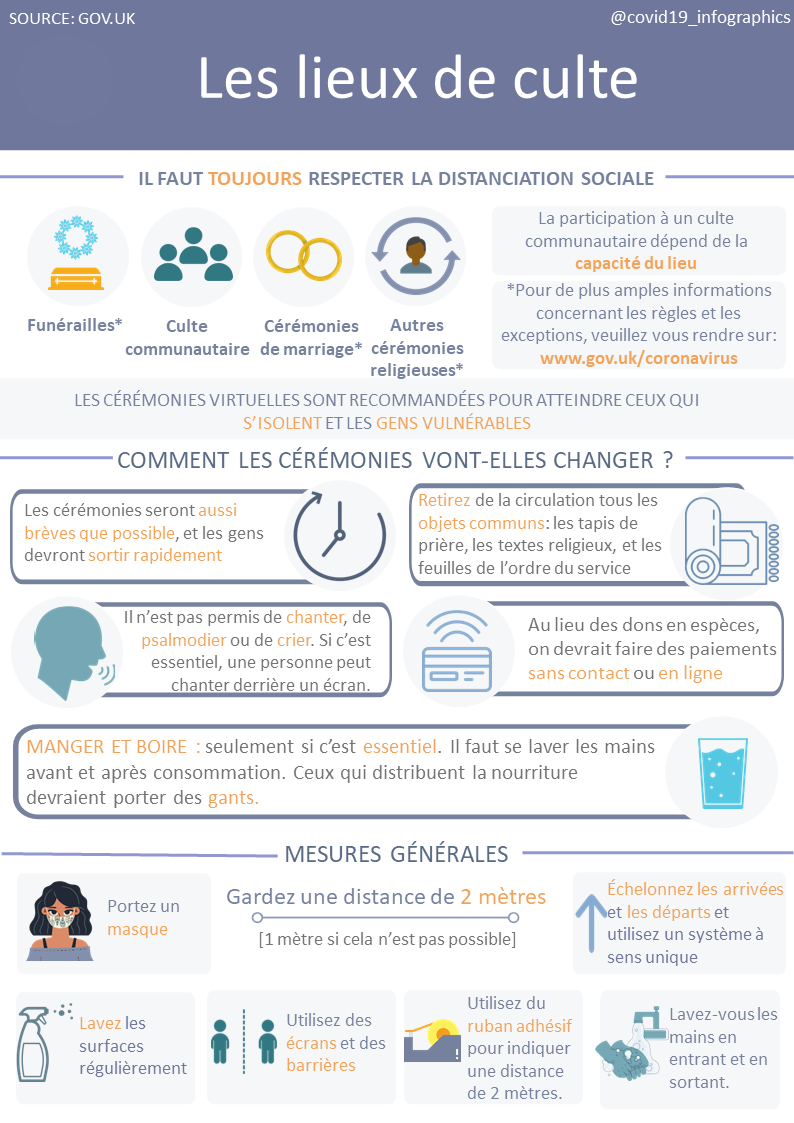 SOURCE: GOV.UK
@covid19_infographics
Les lieux de culte
IL FAUT TOUJOURS RESPECTER LA DISTANCIATION SOCIALE
Funérailles*
Culte
communautaire
Cérémonies
de marriage*
Autres
cérémonies
religieuses*
La participation à un culte
communautaire dépend de la
capacité du lieu
*Pour de plus amples informations
concernant les règles et les
exceptions, veuillez vous rendre sur:
www.gov.uk/coronavirus
LES CÉRÉMONIES VIRTUELLES SONT RECOMMANDÉES POUR ATTEINDRE CEUX QUI
S'ISOLENT ET LES GENS VULNÉRABLES
COMMENT LES CÉRÉMONIES VONT-ELLES CHANGER ?
Les cérémonies seront aussi
brèves que possible, et les gens
devront sortir rapidement
Retirez de la circulation tous les
objets communs: les tapis de
prière, les textes religieux, et les
feuilles de l'ordre du service
Il n'est pas permis de chanter, de
psalmodier ou de crier. Si c'est
essentiel, une personne peut
chanter derrière un écran.
Au lieu des dons en espèces,
on devrait faire des paiements
sans contact ou en ligne
MANGER ET BOIRE : seulement si c'est essentiel. Il faut se laver les mains
avant et après consommation. Ceux qui distribuent la nourriture
devraient porter des gants.
MESURES GÉNÉRALES
Portez un
masque
Gardez une distance de 2 mètres
[1 mètre si cela n'est pas possible]
Échelonnez les arrivées
et les départs et
utilisez un système à
sens unique
Lavez les
surfaces
régulièrement
Utilisez des
écrans et des
barrières
Utilisez du
ruban adhésif
pour indiquer
une distance
de 2 mètres.
Lavez-vous les
mains en
entrant et en
sortant.